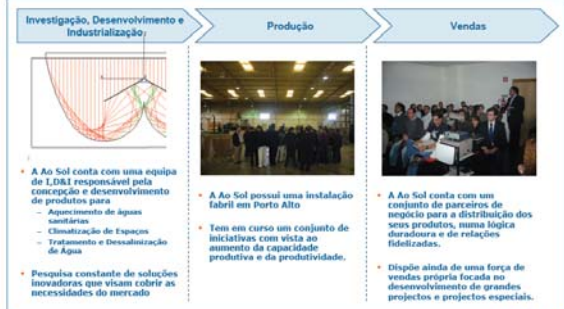 Investigação, Desenvolvimento e
Industrialização
Produção
Vendas
• A Ao Sol conta com uma equipa
de I,D&I responsável pela
concepção e desenvolvimento
de produtos para
– Aquecimento de águas
sanitárias
– Climatização de Espaços
– Tratamento e Dessalinização
de Água
• Pesquisa constante de soluções
inovadoras que visam cobrir as
necessidades do mercado
• A Ao Sol possui uma instalação
fabril em Porto Alto
• Tem em curso um conjunto de
iniciativas com vista ao
aumento da capacidade
produtiva e da produtividade.
• A Ao Sol conta com um
conjunto de parceiros de
negócio para a distribuição dos
seus produtos, numa lógica
duradoura e de relações
fidelizadas.
• Dispõe ainda de uma força de
vendas própria focada no
desenvolvimento de grandes
projectos e projectos especiais.